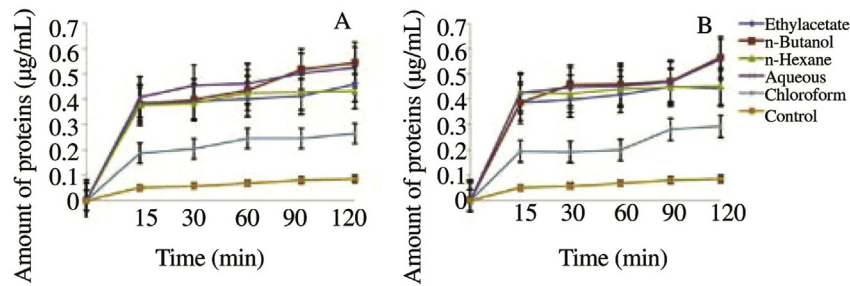 A
Amount of proteins (µg/mL)
0.7
0.6
0.5
0.4
0.3
0.2
0.1
0
15 30 60 90 120
Time (min)
B
Amount of proteins (µg/mL)
0.7
0.6
0.5
0.4
0.3
0.2
0.1
0
15 30 60 90 120
Time (min)
Ethylacetate
n-Butanol
n-Hexane
Aqueous
Chloroform
Control